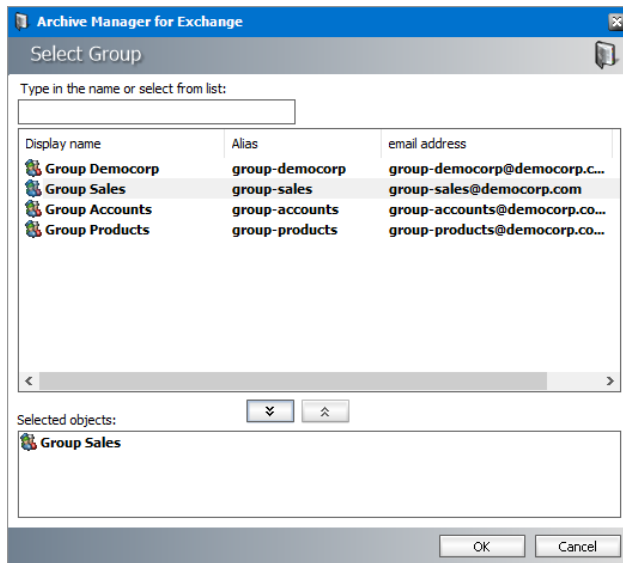 Archive Manager for Exchange
Select Group
Type in the name or select from list:
Display name Alias email address
Group Democorp group-democorp group-democorp@democorp.c...
Group Sales group-sales group-sales@democorp.com
Group Accounts group-accounts group-accounts@democorp.co...
Group Products group-products group-products@democorp.co...
Selected objects:
Group Sales
OK Cancel